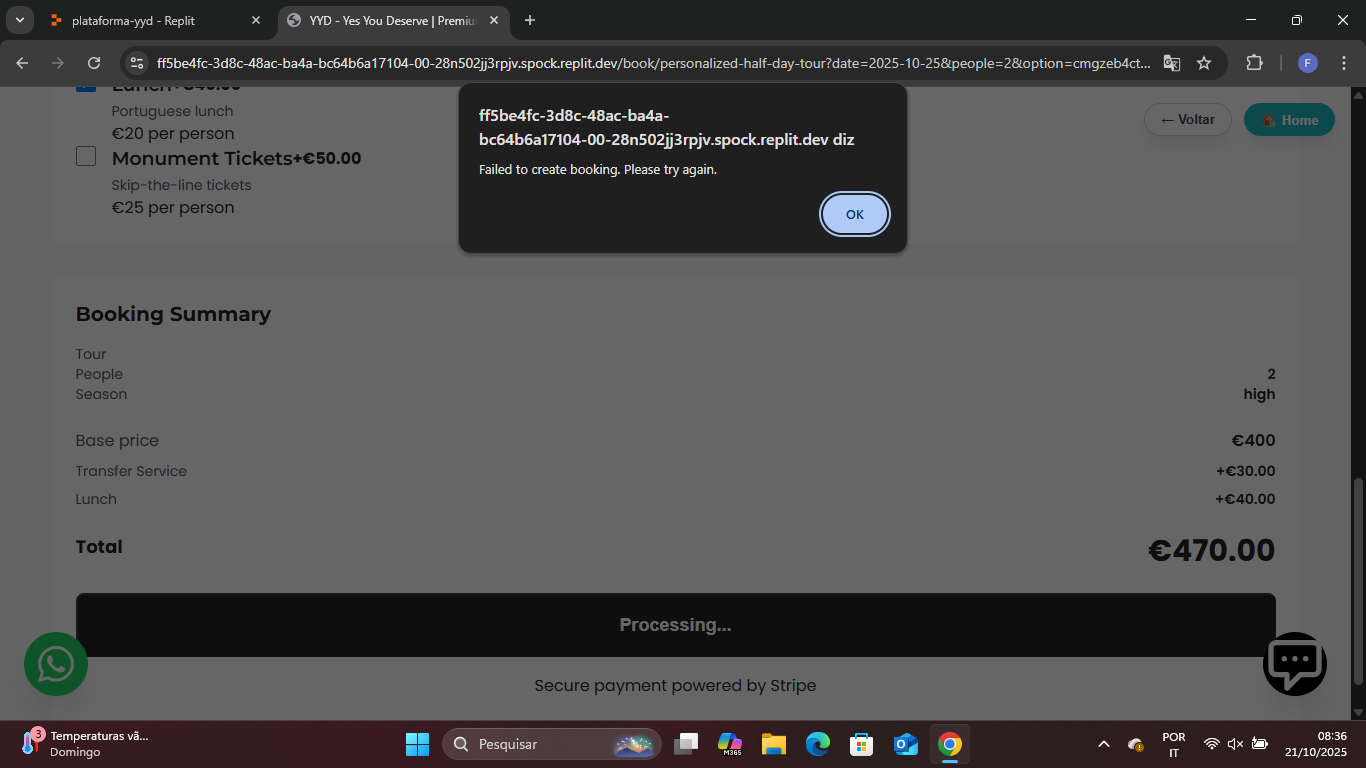 plataforma-yyd - Replit
YYD - Yes You Deserve | Premiu
ff5be4fc-3d8c-48ac-ba4a-bc64b6a17104-00-28n502jj3rpjv.spock.replit.dev/book/personalized-half-day-tour?date=2025-10-25&people=2&option=cmgzeb4ct...
F
ff5be4fc-3d8c-48ac-ba4a-
bc64b6a17104-00-28n502jj3rpjv.spock.replit.dev diz
Failed to create booking. Please try again.
OK
← Voltar
Home
Lunch+€40.00
Portuguese lunch
€20 per person
Monument Tickets+€50.00
Skip-the-line tickets
€25 per person
Booking Summary
Tour
People 2
Season high
Base price €400
Transfer Service +€30.00
Lunch +€40.00
Total €470.00
Processing...
Secure payment powered by Stripe
3
Temperaturas vã...
Domingo
Pesquisar
M365
POR
IT
08:36
21/10/2025